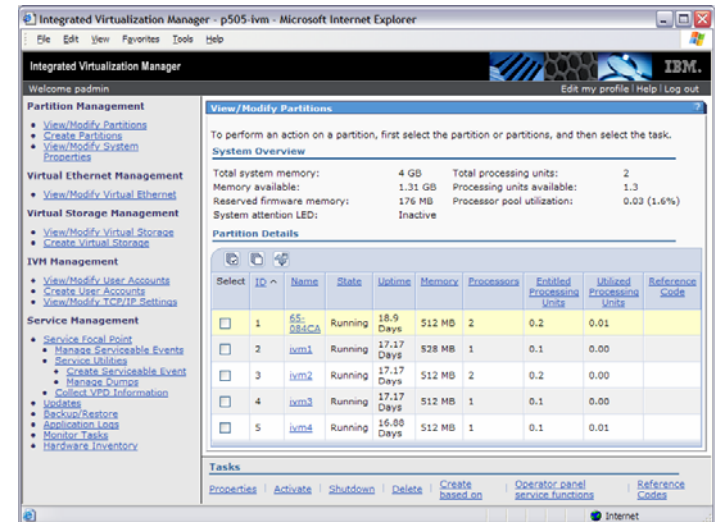 Integrated Virtualization Manager - p505-ivm - Microsoft Internet Explorer
File Edit View Favorites Tools Help
Integrated Virtualization Manager
IBM.
Welcome padmin
Edit my profile | Help | Log out
Partition Management
View/Modify Partitions
Create Partitions
View/Modify System
Properties
Virtual Ethernet Management
View/Modify Virtual Ethernet
Virtual Storage Management
View/Modify Virtual Storage
Create Virtual Storage
IVM Management
View/Modify User Accounts
Create User Accounts
View/Modify TCP/IP Settings
Service Management
Service Focal Point
Manage Serviceable Events
Service Utilities
Create Serviceable Event
Manage Dumps
Collect VPD Information
Updates
Backup/Restore
Application Logs
Monitor Tasks
Hardware Inventory
View/Modify Partitions
?
To perform an action on a partition, first select the partition or partitions, and then select the task.
System Overview
Total system memory: 4 GB Total processing units: 2
Memory available: 1.31 GB Processing units available: 1.3
Reserved firmware memory: 176 MB Processor pool utilization: 0.03 (1.6%)
System attention LED: Inactive
Partition Details
Select ID ^ Name State Uptime Memory Processors Entitled Processing Units Utilized Processing Units Reference Code
1 65-084CA Running 18.9 Days 512 MB 2 0.2 0.01
2 ivm1 Running 17.17 Days 528 MB 1 0.1 0.00
3 ivm2 Running 17.17 Days 512 MB 2 0.2 0.00
4 ivm3 Running 17.17 Days 512 MB 1 0.1 0.00
5 ivm4 Running 16.88 Days 512 MB 1 0.1 0.01
Tasks
Properties | Activate | Shutdown | Delete | Create based on | Operator panel service functions | Reference Codes
Internet